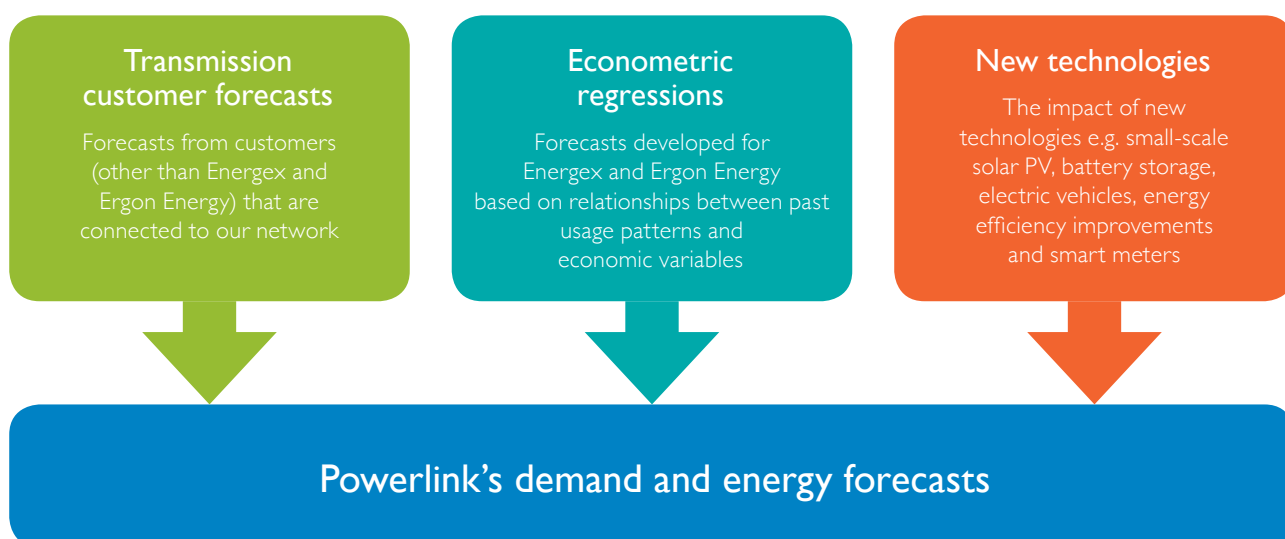 Transmission
customer forecasts
Forecasts from customers
(other than Energex and
Ergon Energy) that are
connected to our network
Econometric
regressions
Forecasts developed for
Energex and Ergon Energy
based on relationships between past
usage patterns and
economic variables
New technologies
The impact of new
technologies e.g. small-scale
solar PV, battery storage,
electric vehicles, energy
efficiency improvements
and smart meters
Powerlink’s demand and energy forecasts